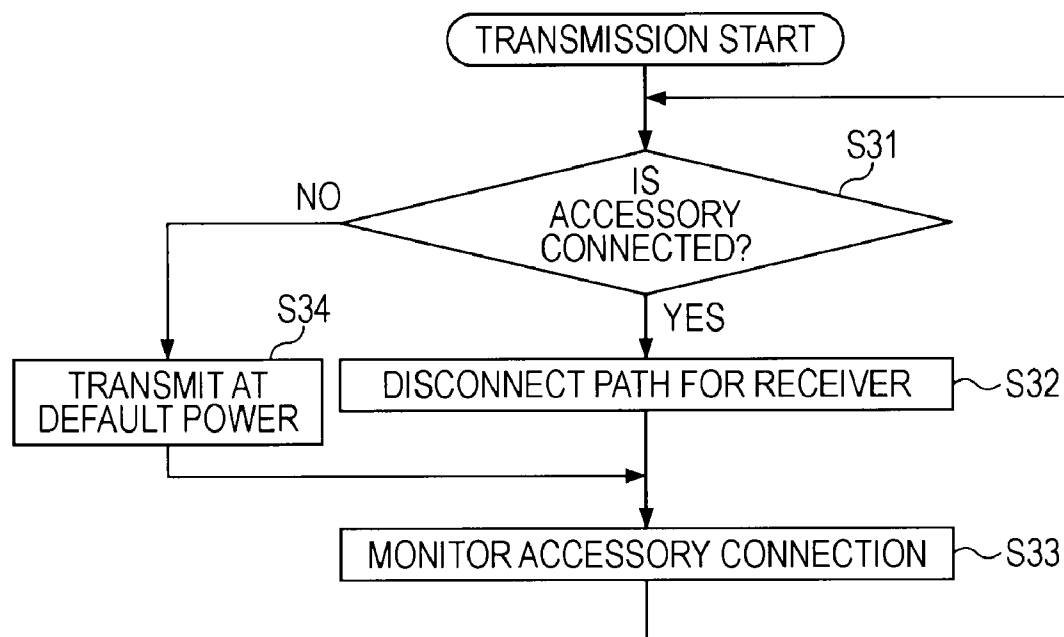 TRANSMISSION START
S31
IS
ACCESSORY
CONNECTED?
NO
YES
S34
TRANSMIT AT
DEFAULT POWER
DISCONNECT PATH FOR RECEIVER
S32
MONITOR ACCESSORY CONNECTION
S33